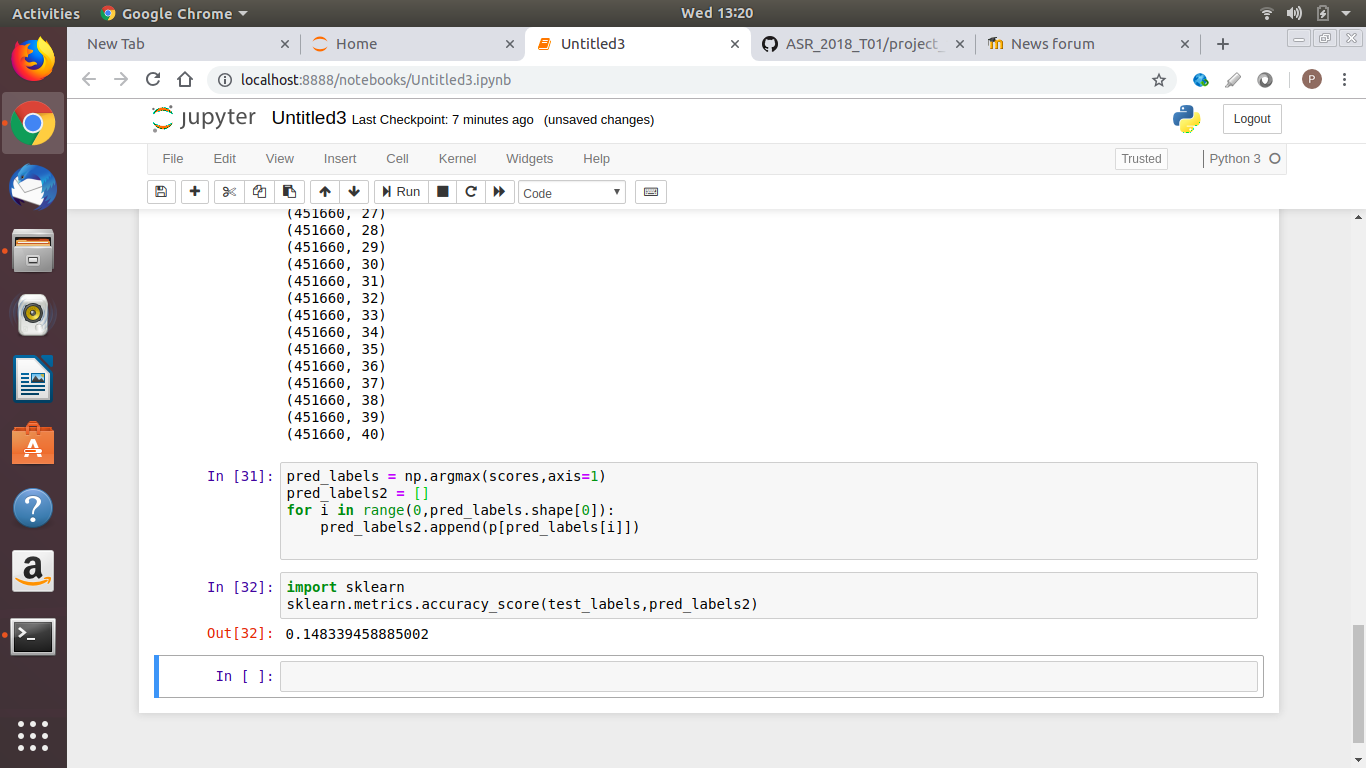 Activities
Google Chrome
Wed 13:20
New Tab
Home
Untitled3
ASR_2018_T01/project_
News forum
localhost:8888/notebooks/Untitled3.ipynb
P
jupyter
Untitled3 Last Checkpoint: 7 minutes ago (unsaved changes)
Logout
File Edit View Insert Cell Kernel Widgets Help
Trusted
Python 3
Run
Code
(451660, 27)
(451660, 28)
(451660, 29)
(451660, 30)
(451660, 31)
(451660, 32)
(451660, 33)
(451660, 34)
(451660, 35)
(451660, 36)
(451660, 37)
(451660, 38)
(451660, 39)
(451660, 40)
In [31]: pred_labels = np.argmax(scores,axis=1)
pred_labels2 = []
for i in range(0,pred_labels.shape[0]):
    pred_labels2.append(p[pred_labels[i]])
In [32]: import sklearn
sklearn.metrics.accuracy_score(test_labels,pred_labels2)
Out[32]: 0.148339458885002
In [ ]: